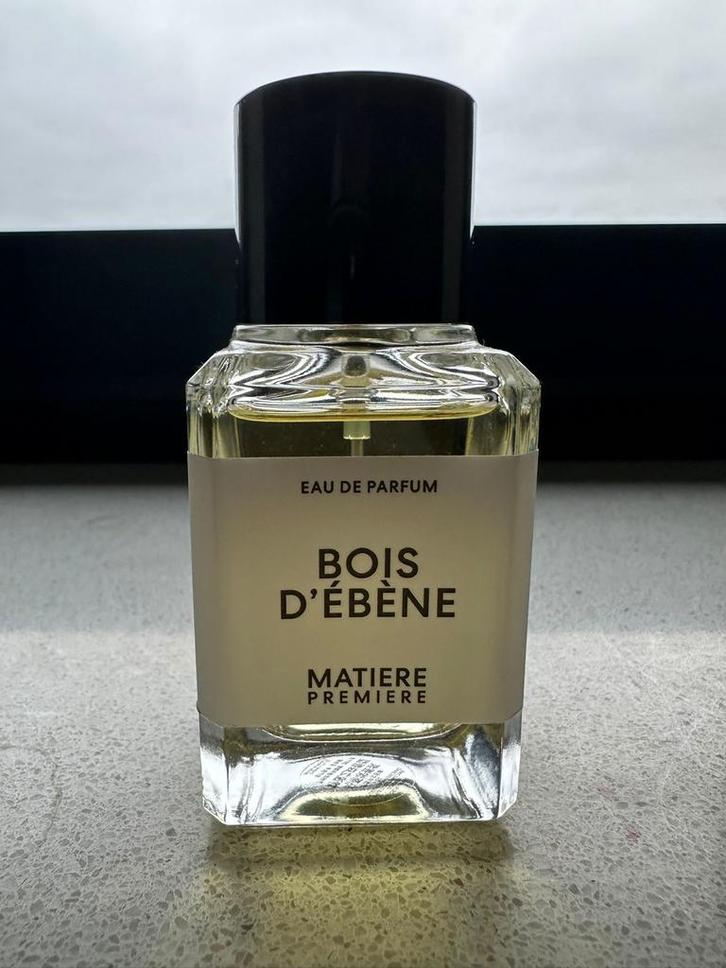 EAU DE PARFUM
BOIS
D'ÉBÈNE
MATIERE
PREMIERE